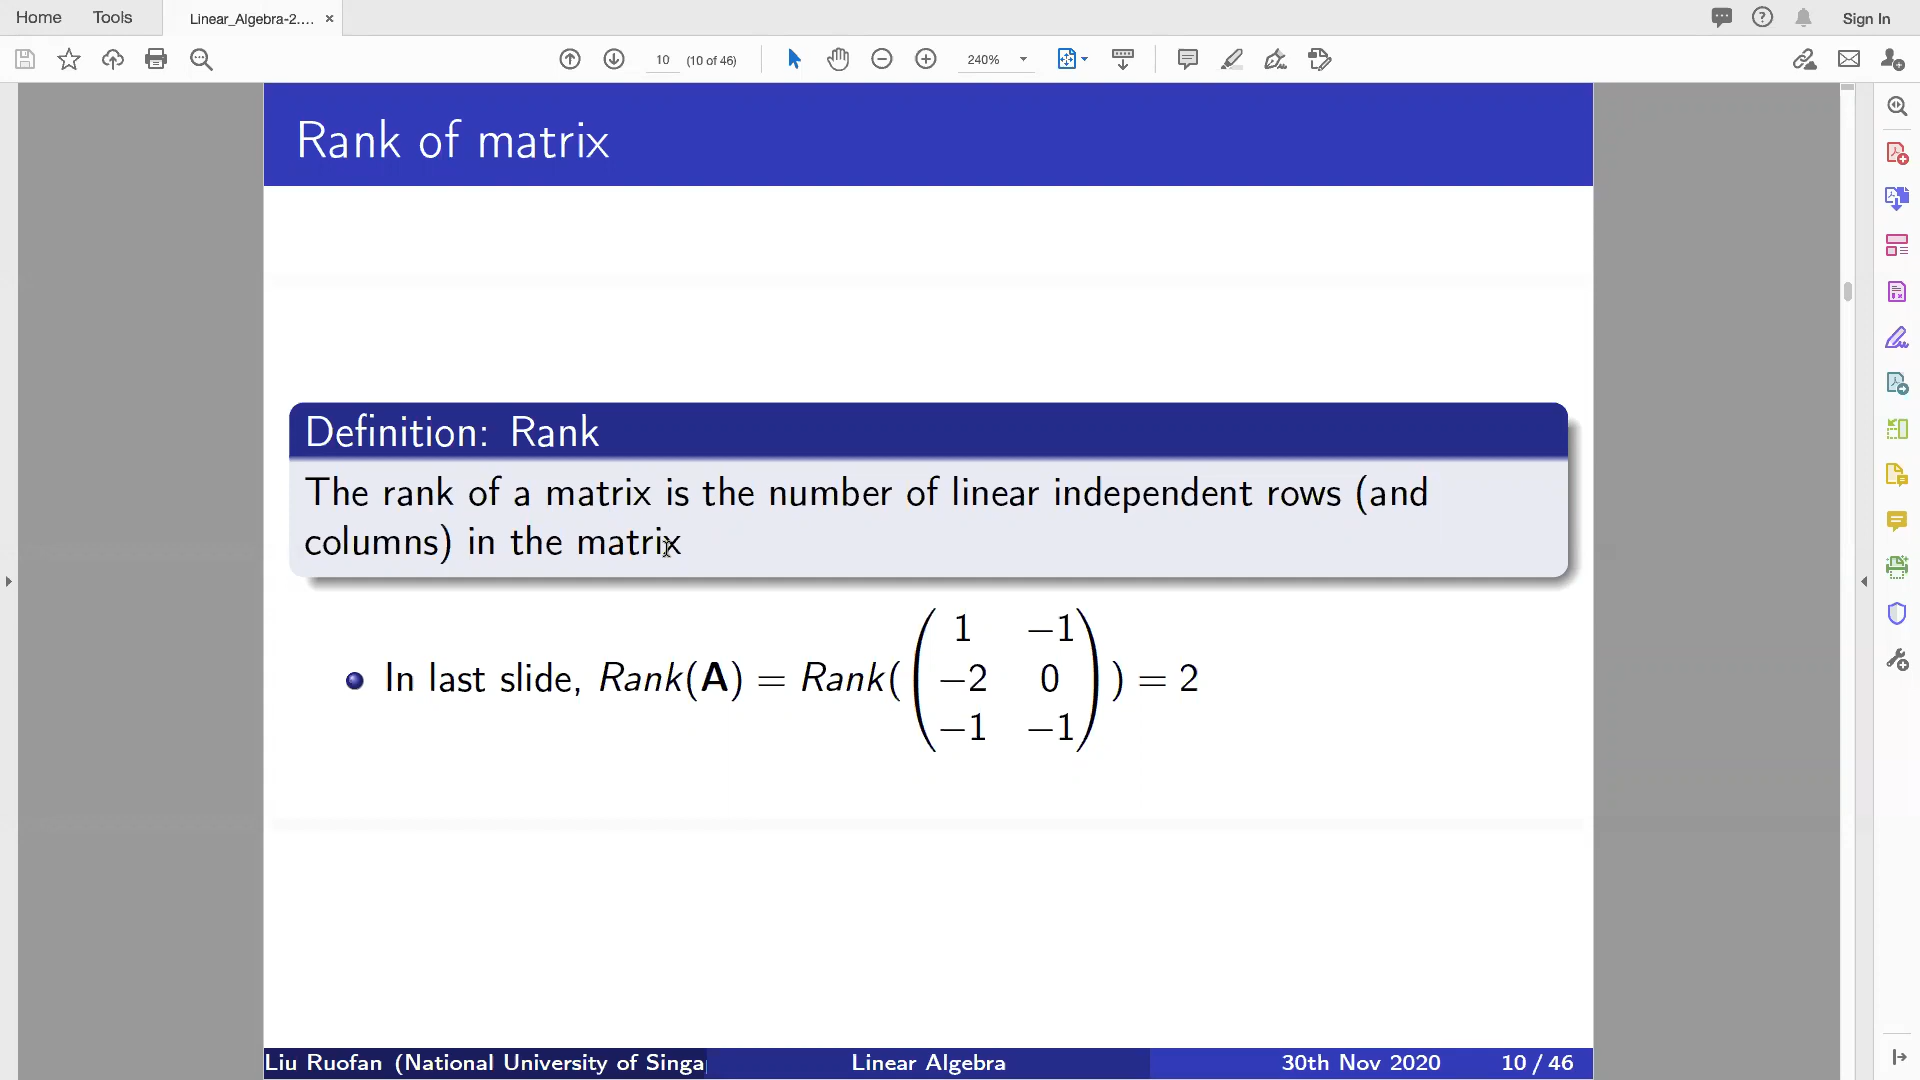 Home Tools Linear_Algebra-2.... × Sign In
10 (10 of 46) 240%
Rank of matrix
Definition: Rank
The rank of a matrix is the number of linear independent rows (and
columns) in the matrix
1 −1
In last slide, Rank(A) = Rank( −2 0 ) = 2
−1 −1
Liu Ruofan (National University of Singa Linear Algebra 30th Nov 2020 10 / 46